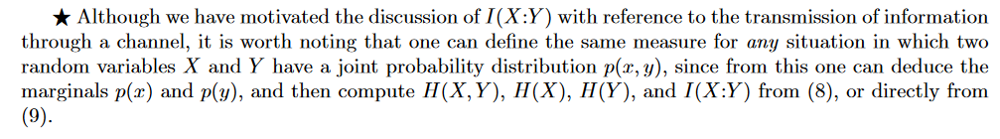 ★ Although we have motivated the discussion of I(X:Y) with reference to the transmission of information
through a channel, it is worth noting that one can define the same measure for any situation in which two
random variables X and Y have a joint probability distribution p(x, y), since from this one can deduce the
marginals p(x) and p(y), and then compute H(X, Y), H(X), H(Y), and I(X:Y) from (8), or directly from
(9).